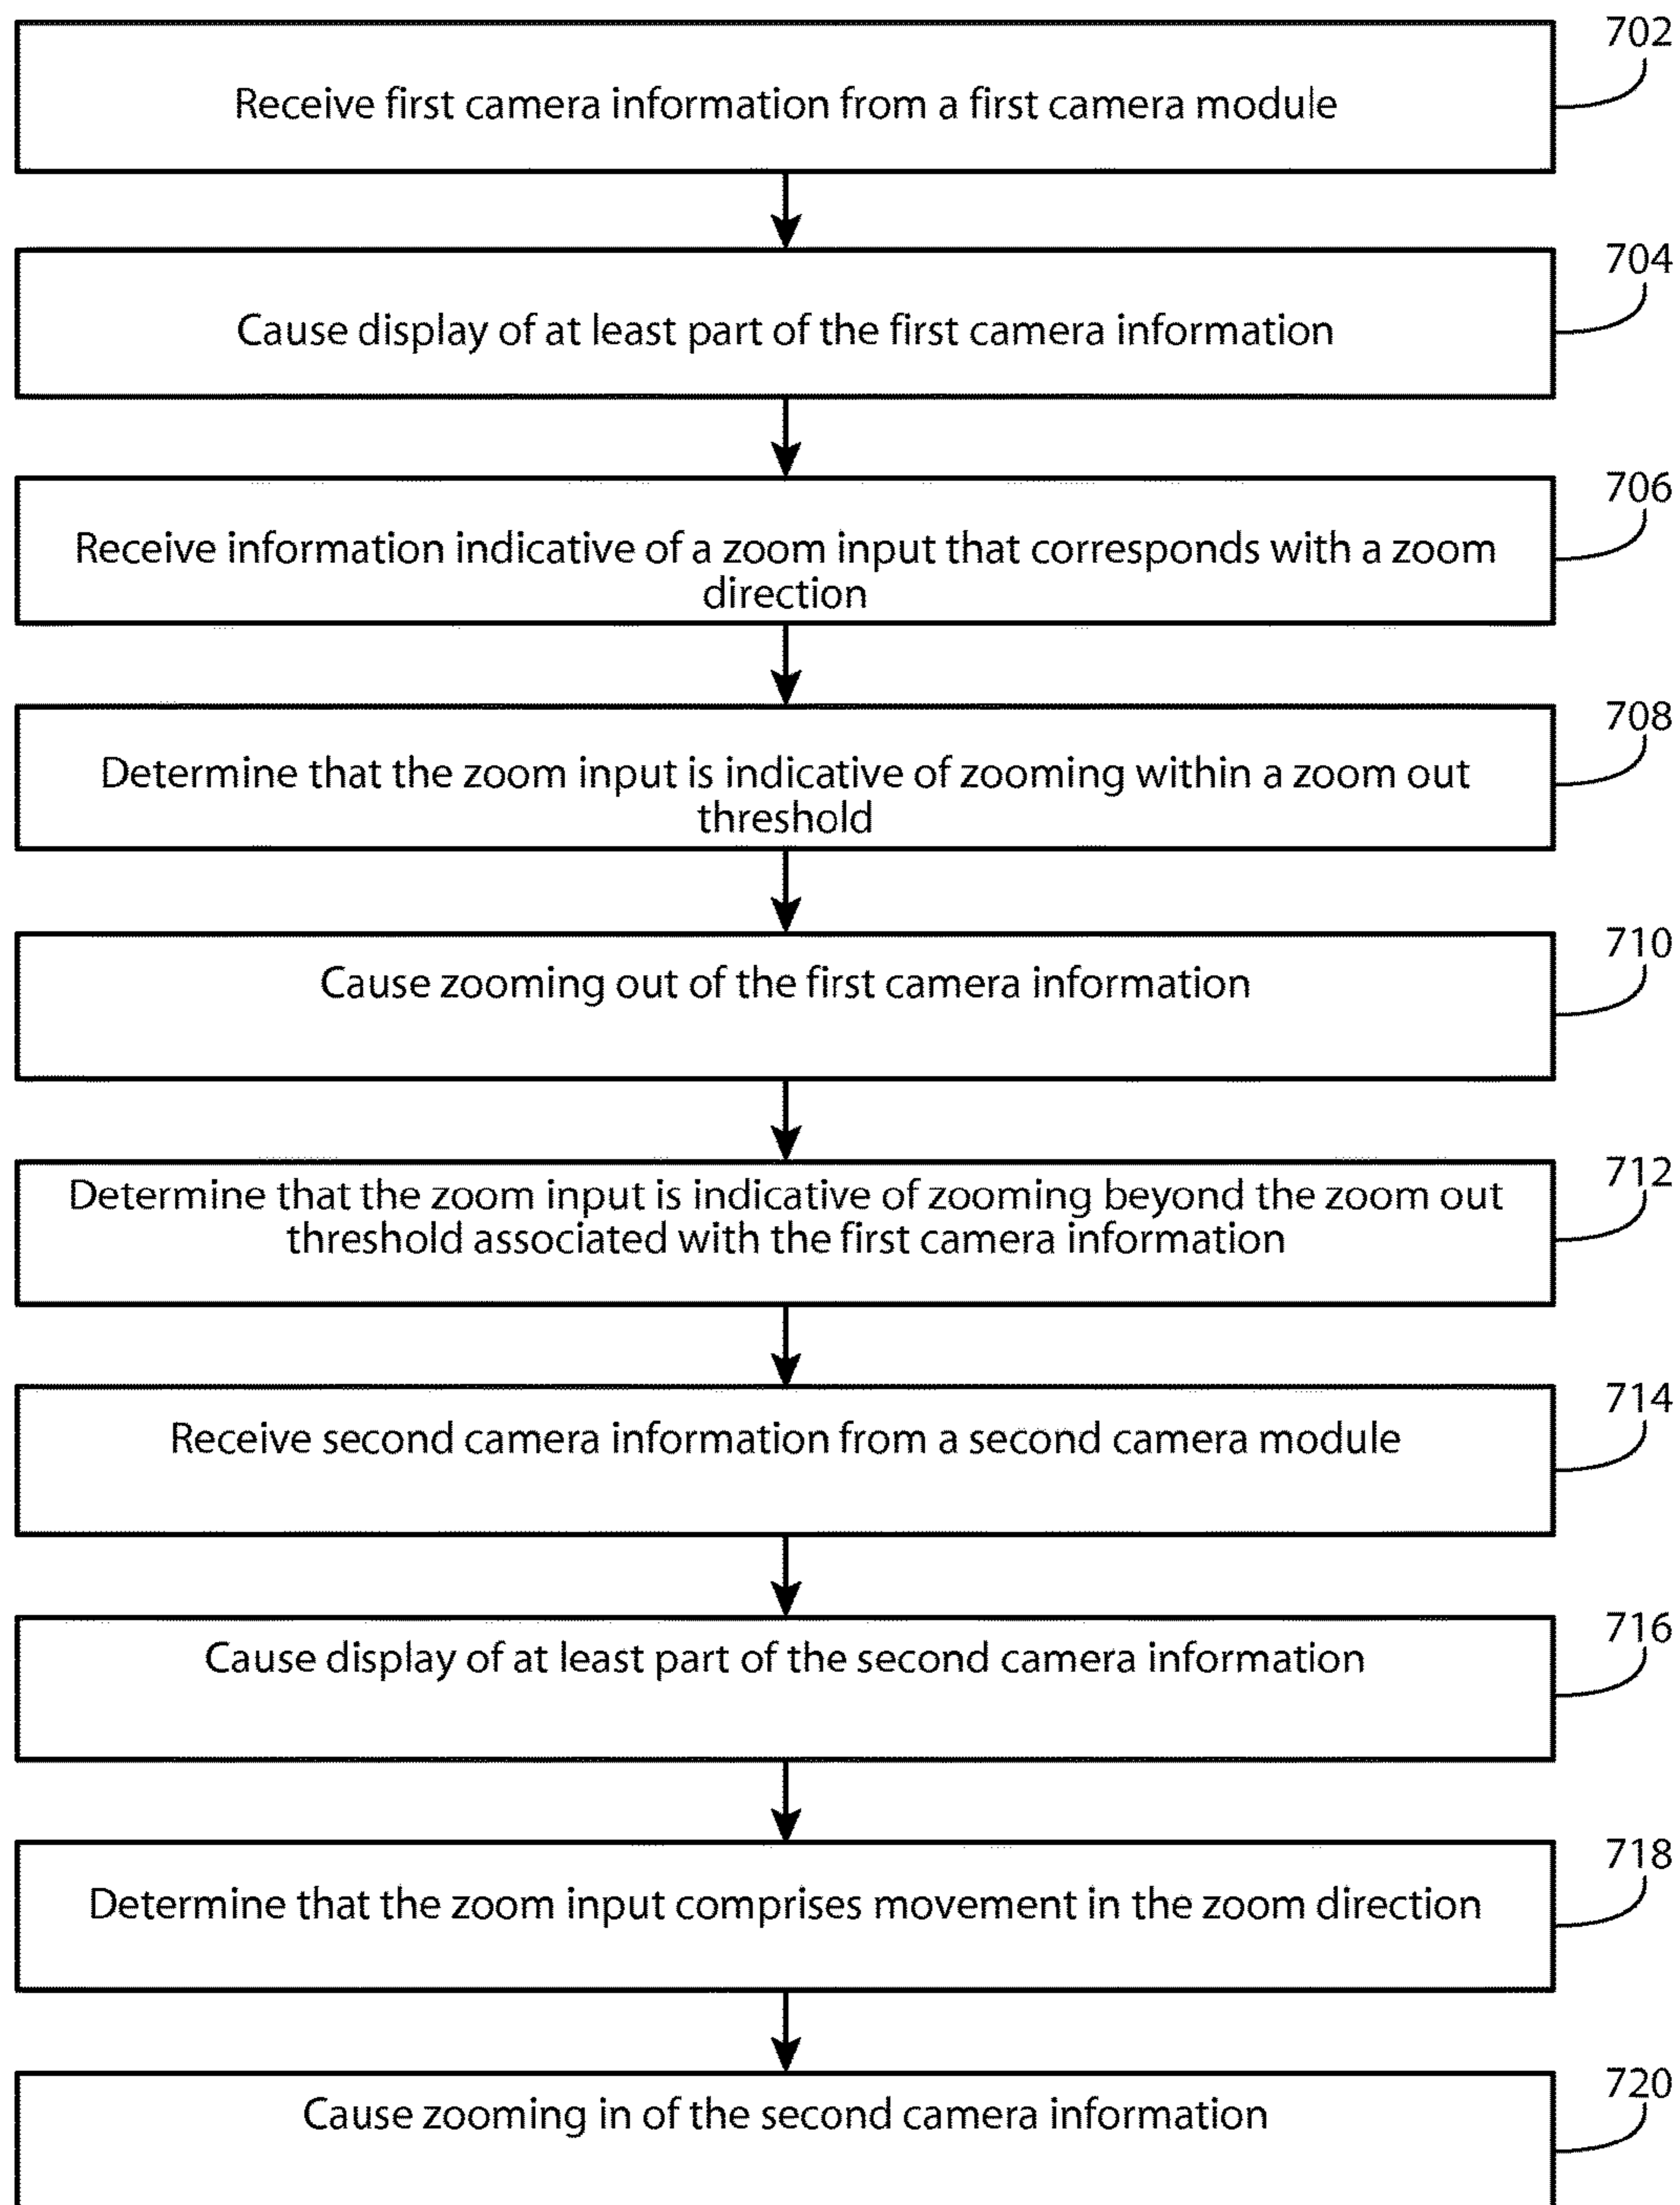 702
Receive first camera information from a first camera module
704
Cause display of at least part of the first camera information
706
Receive information indicative of a zoom input that corresponds with a zoom
direction
708
Determine that the zoom input is indicative of zooming within a zoom out
threshold
710
Cause zooming out of the first camera information
712
Determine that the zoom input is indicative of zooming beyond the zoom out
threshold associated with the first camera information
714
Receive second camera information from a second camera module
716
Cause display of at least part of the second camera information
718
Determine that the zoom input comprises movement in the zoom direction
720
Cause zooming in of the second camera information